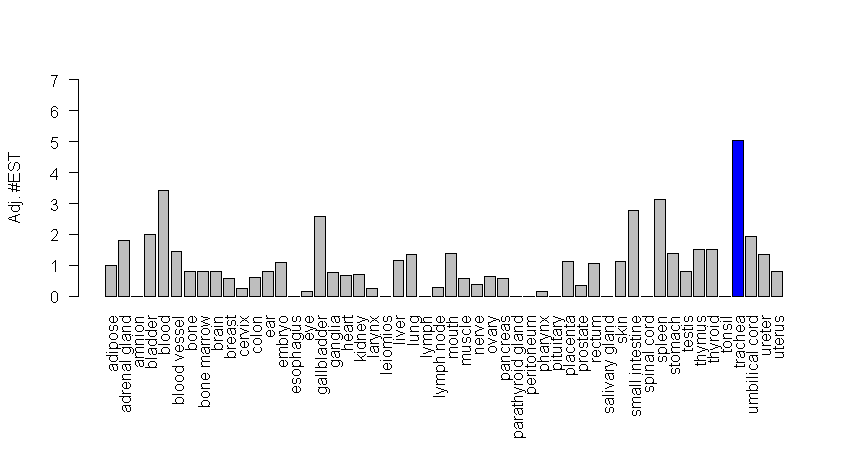 7
6
5
4
3
2
1
0
Adj. #EST
adipose
adrenal gland
amnion
bladder
blood
blood vessel
bone
bone marrow
brain
breast
cervix
colon
ear
embryo
esophagus
eye
gallbladder
ganglia
heart
kidney
larynx
leiomios
liver
lung
lymph
lymph node
mouth
muscle
nerve
ovary
pancreas
parathyroid gland
peritoneum
pharynx
pituitary
placenta
prostate
rectum
salivary gland
skin
small intestine
spinal cord
spleen
stomach
testis
thymus
thyroid
tonsil
trachea
umbilical cord
ureter
uterus